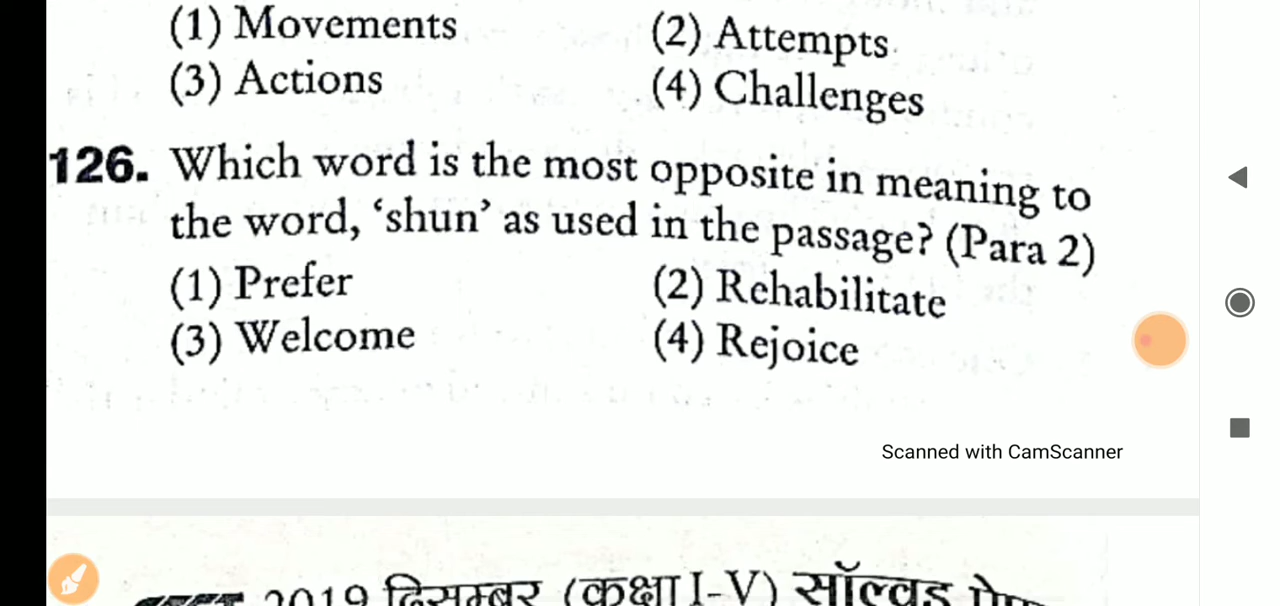 (1) Movements (2) Attempts
(3) Actions (4) Challenges
126. Which word is the most opposite in meaning to
the word, ‘shun’ as used in the passage? (Para 2)
(1) Prefer (2) Rehabilitate
(3) Welcome (4) Rejoice
Scanned with CamScanner
2019 दिसम्बर (कक्षा I-V) सॉल्वड